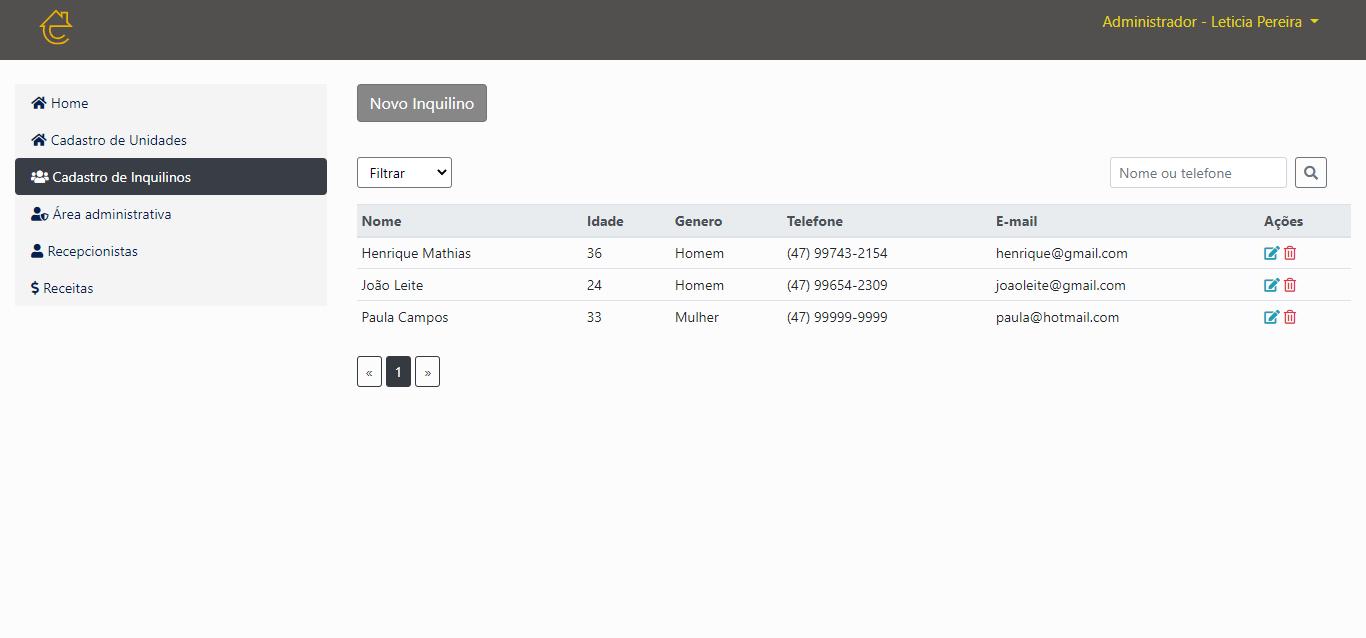 Administrador - Leticia Pereira
Home
Cadastro de Unidades
Cadastro de Inquilinos
Área administrativa
Recepcionistas
$ Receitas
Novo Inquilino
Filtrar
Nome ou telefone
Nome Idade Genero Telefone E-mail Ações
Henrique Mathias 36 Homem (47) 99743-2154 henrique@gmail.com
João Leite 24 Homem (47) 99654-2309 joaoleite@gmail.com
Paula Campos 33 Mulher (47) 99999-9999 paula@hotmail.com
« 1 »